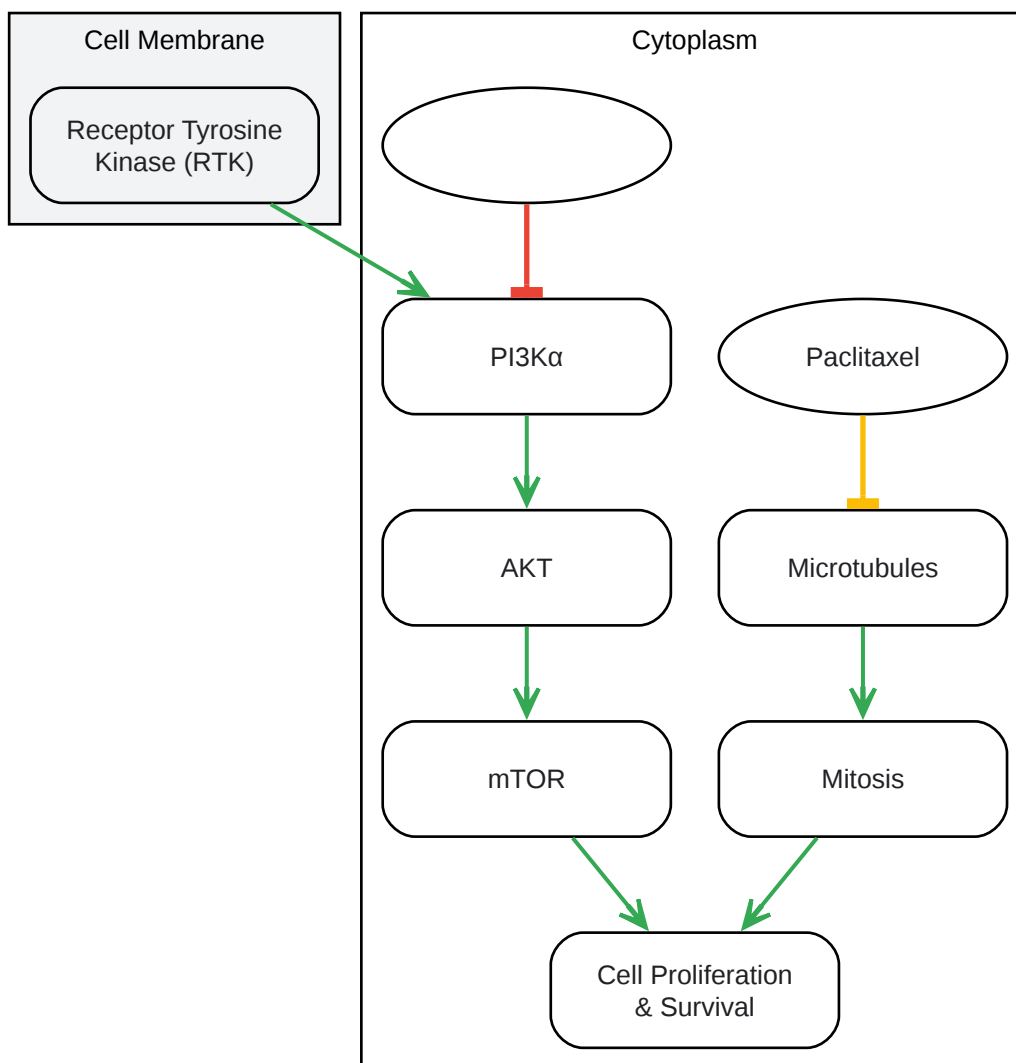 Cell Membrane
Receptor Tyrosine
Kinase (RTK)
Cytoplasm
PI3Kα
Paclitaxel
AKT
Microtubules
mTOR
Mitosis
Cell Proliferation
& Survival